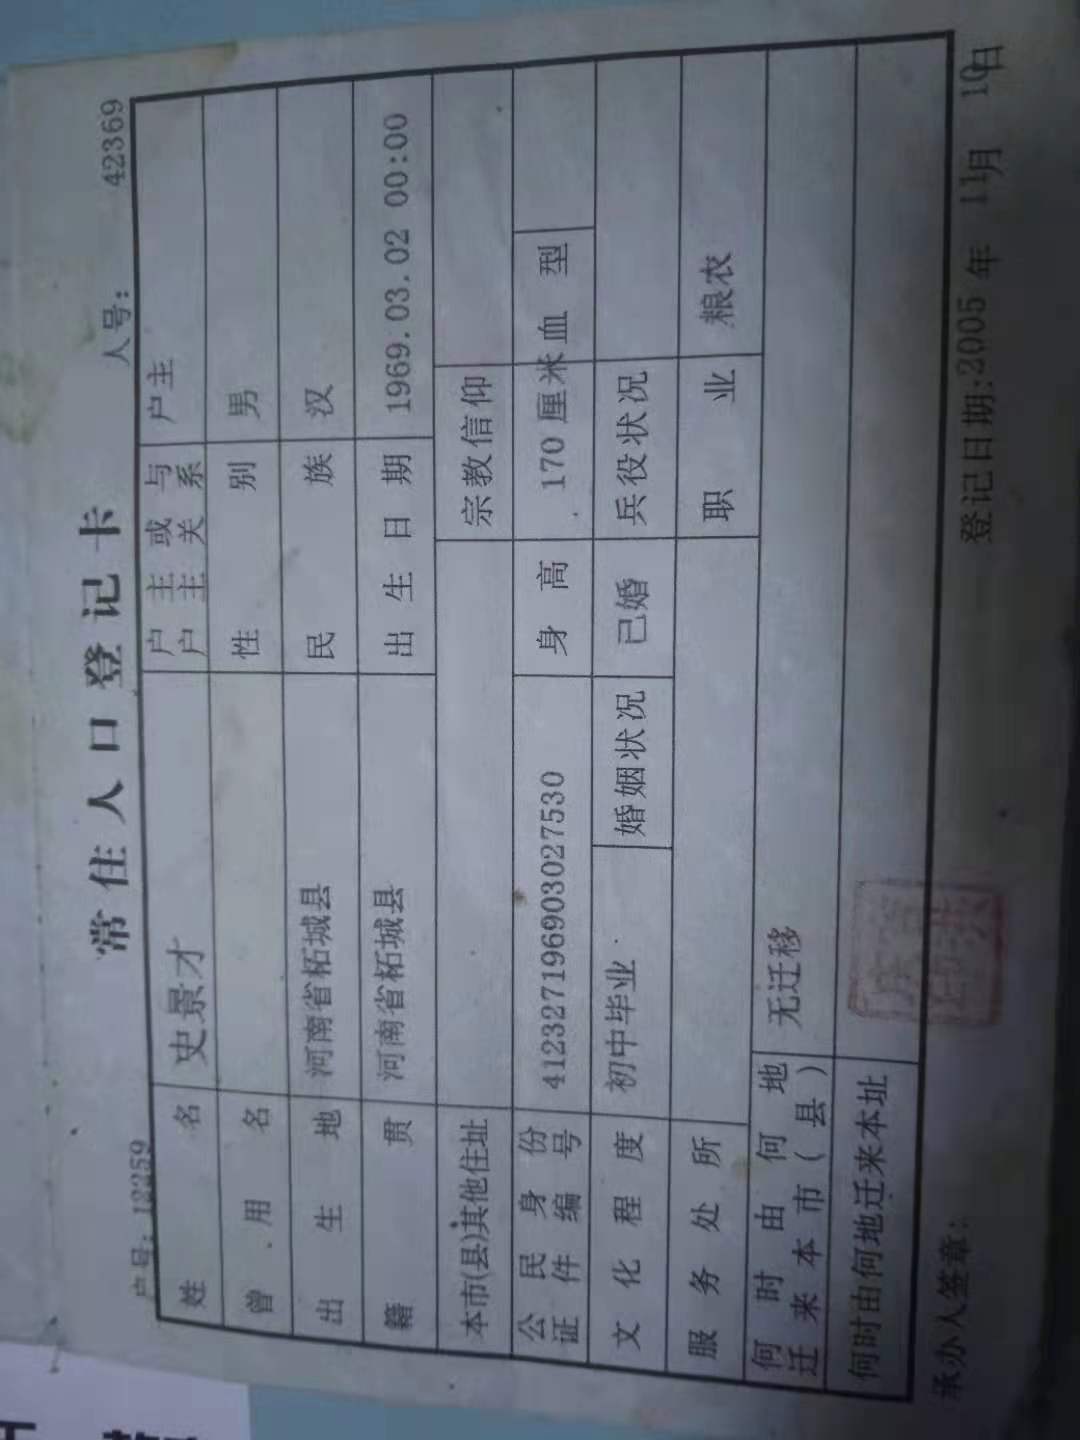 常住人口登记卡
户号:12259 人号: 42369
姓名 史景才 户主或与户主关系 户主
曾用名 性别 男
出生地 河南省柘城县 民族 汉
籍贯 河南省柘城县 出生日期 1969.03.02 00:00
本市(县)其他住址 宗教信仰
公民身份证件编号 412327196903027530 身高 170厘米 血型
文化程度 初中毕业 婚姻状况 已婚 兵役状况
服务处所 职业 粮农
何时由何地迁来本市(县) 无迁移
何时由何地迁来本址
承办人签章: 登记日期:2005年11月10日